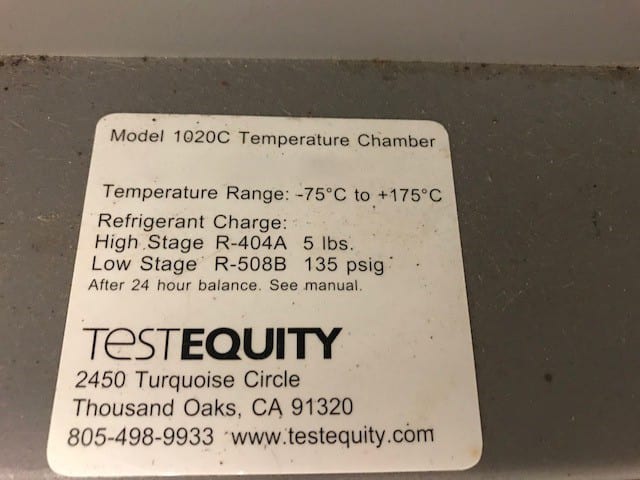 Model 1020C Temperature Chamber
Temperature Range: -75°C to +175°C
Refrigerant Charge:
High Stage R-404A 5 lbs.
Low Stage R-508B 135 psig
After 24 hour balance. See manual.
TesTEQUITY
2450 Turquoise Circle
Thousand Oaks, CA 91320
805-498-9933 www.testequity.com